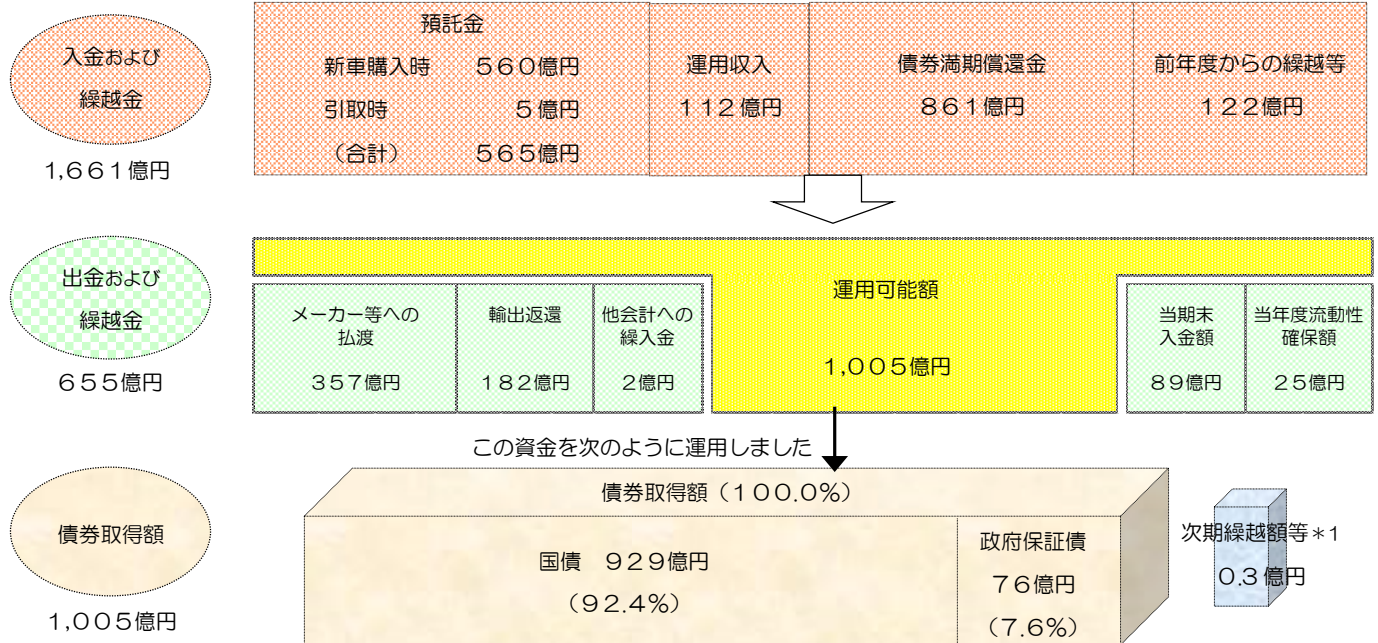 入金および
繰越金
1,661億円
預託金
新車購入時 560億円
引取時 5億円
（合計） 565億円
運用収入
112億円
債券満期償還金
861億円
前年度からの繰越等
122億円
出金および
繰越金
655億円
メーカー等への
払渡
357億円
輸出返還
182億円
他会計への
繰入金
2億円
運用可能額
1,005億円
当期末
入金額
89億円
当年度流動性
確保額
25億円
この資金を次のように運用しました
債券取得額
1,005億円
債券取得額（100.0%）
国債 929億円
（92.4%）
政府保証債
76億円
（7.6%）
次期繰越額等＊1
0.3億円